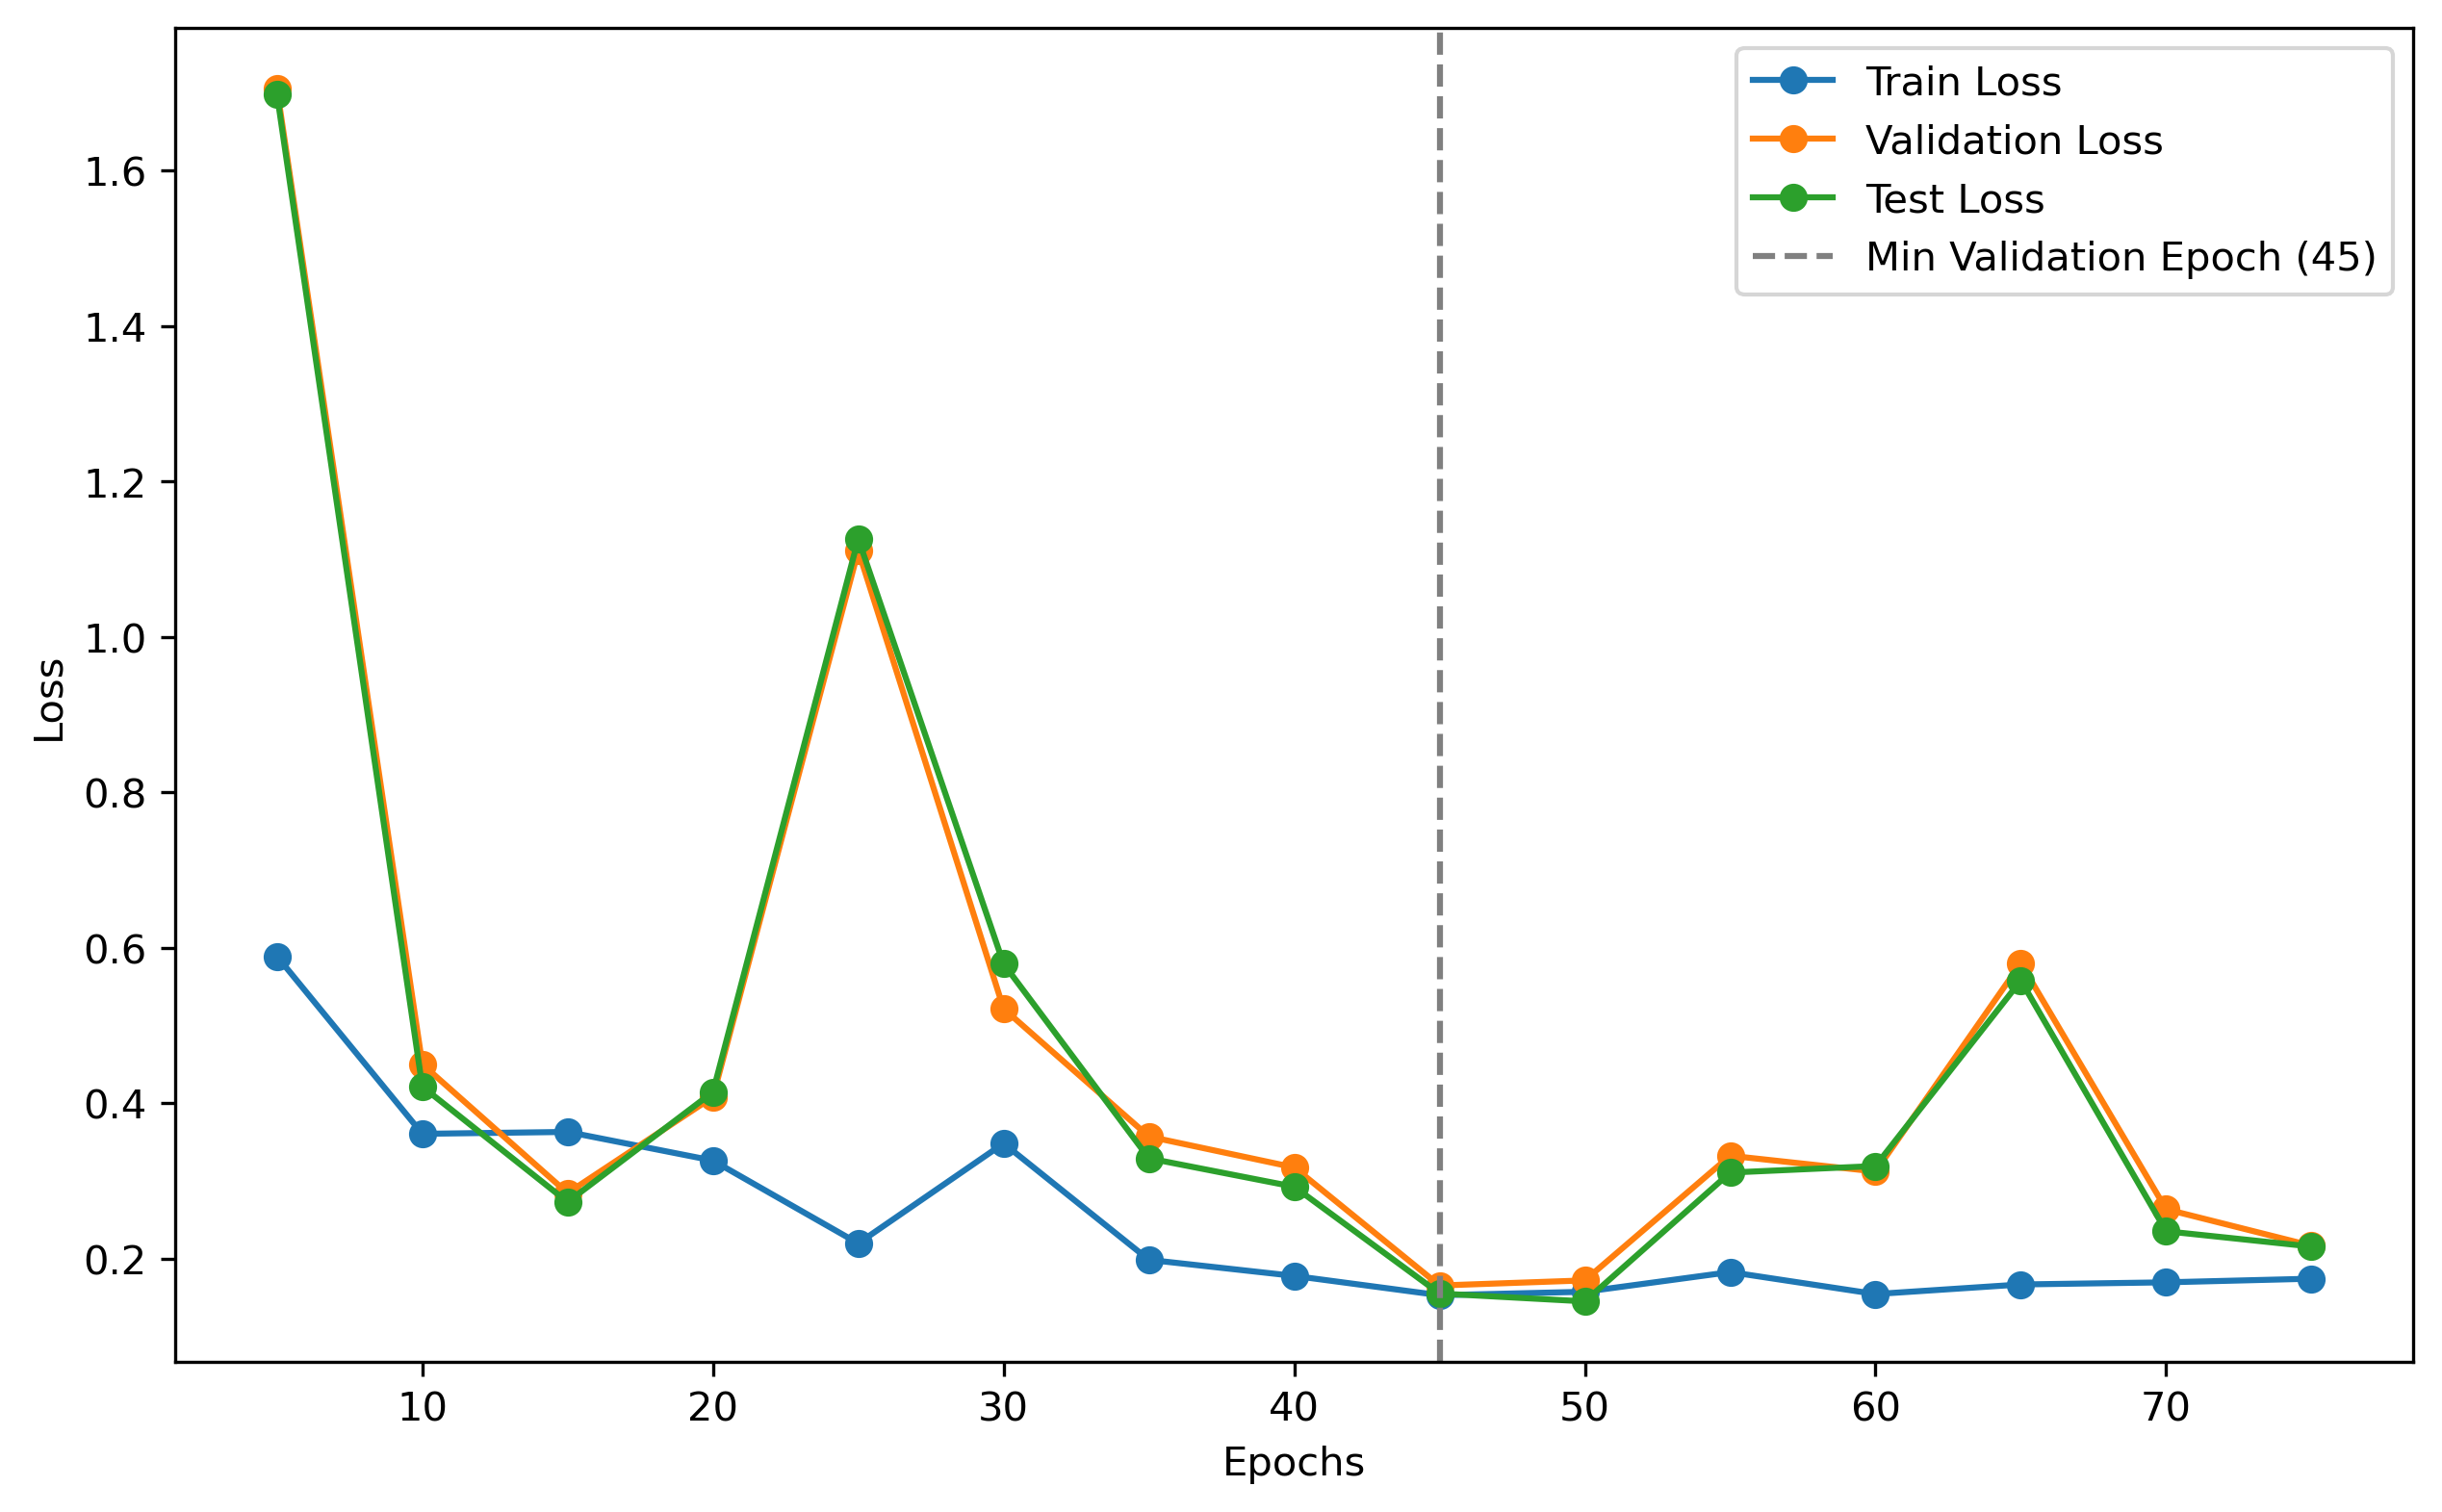 Train Loss
Validation Loss
Test Loss
Min Validation Epoch (45)
1.6
1.4
1.2
1.0
0.8
0.6
0.4
0.2
Loss
10 20 30 40 50 60 70
Epochs